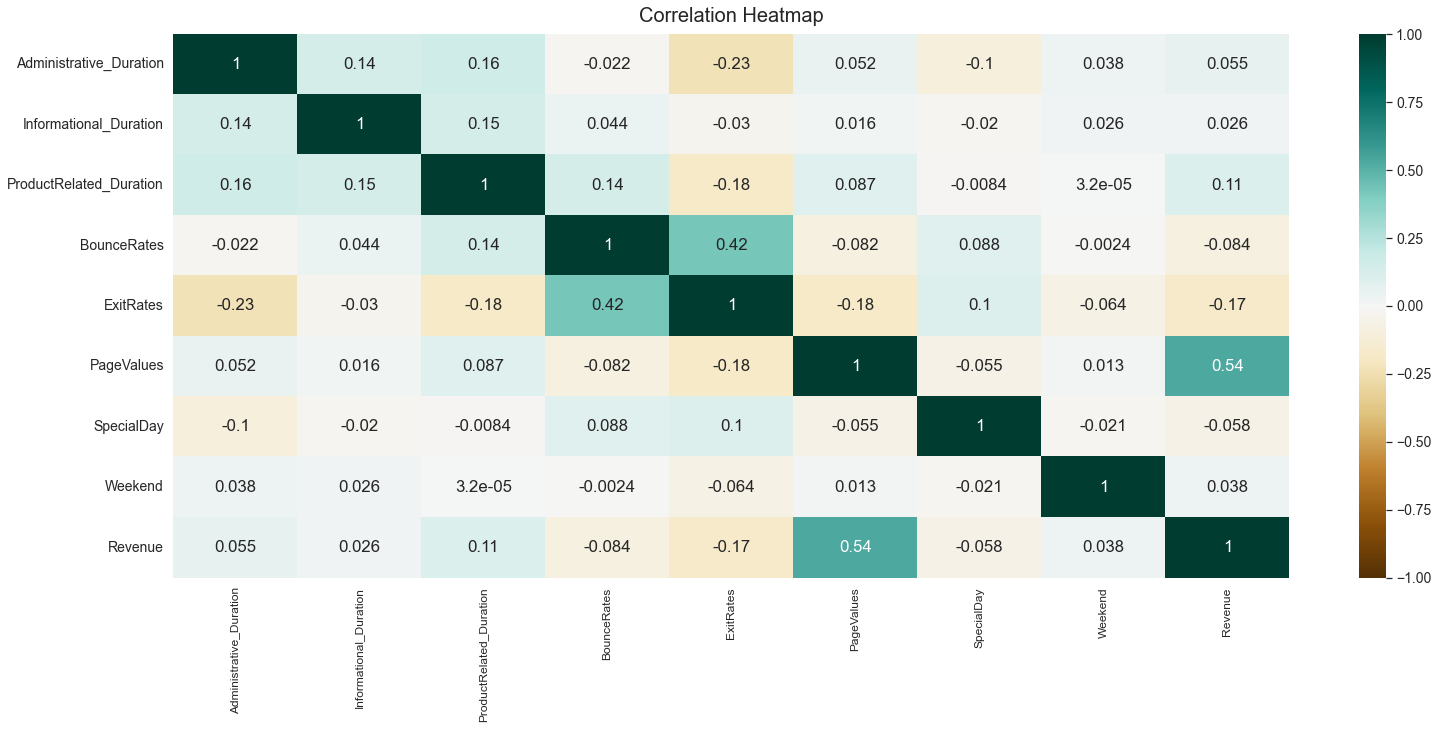 Correlation Heatmap
Administrative_Duration 1 0.14 0.16 -0.022 -0.23 0.052 -0.1 0.038 0.055
Informational_Duration 0.14 1 0.15 0.044 -0.03 0.016 -0.02 0.026 0.026
ProductRelated_Duration 0.16 0.15 1 0.14 -0.18 0.087 -0.0084 3.2e-05 0.11
BounceRates -0.022 0.044 0.14 1 0.42 -0.082 0.088 -0.0024 -0.084
ExitRates -0.23 -0.03 -0.18 0.42 1 -0.18 0.1 -0.064 -0.17
PageValues 0.052 0.016 0.087 -0.082 -0.18 1 -0.055 0.013 0.54
SpecialDay -0.1 -0.02 -0.0084 0.088 0.1 -0.055 1 -0.021 -0.058
Weekend 0.038 0.026 3.2e-05 -0.0024 -0.064 0.013 -0.021 1 0.038
Revenue 0.055 0.026 0.11 -0.084 -0.17 0.54 -0.058 0.038 1
Administrative_Duration
Informational_Duration
ProductRelated_Duration
BounceRates
ExitRates
PageValues
SpecialDay
Weekend
Revenue
1.00
0.75
0.50
0.25
0.00
−0.25
−0.50
−0.75
−1.00